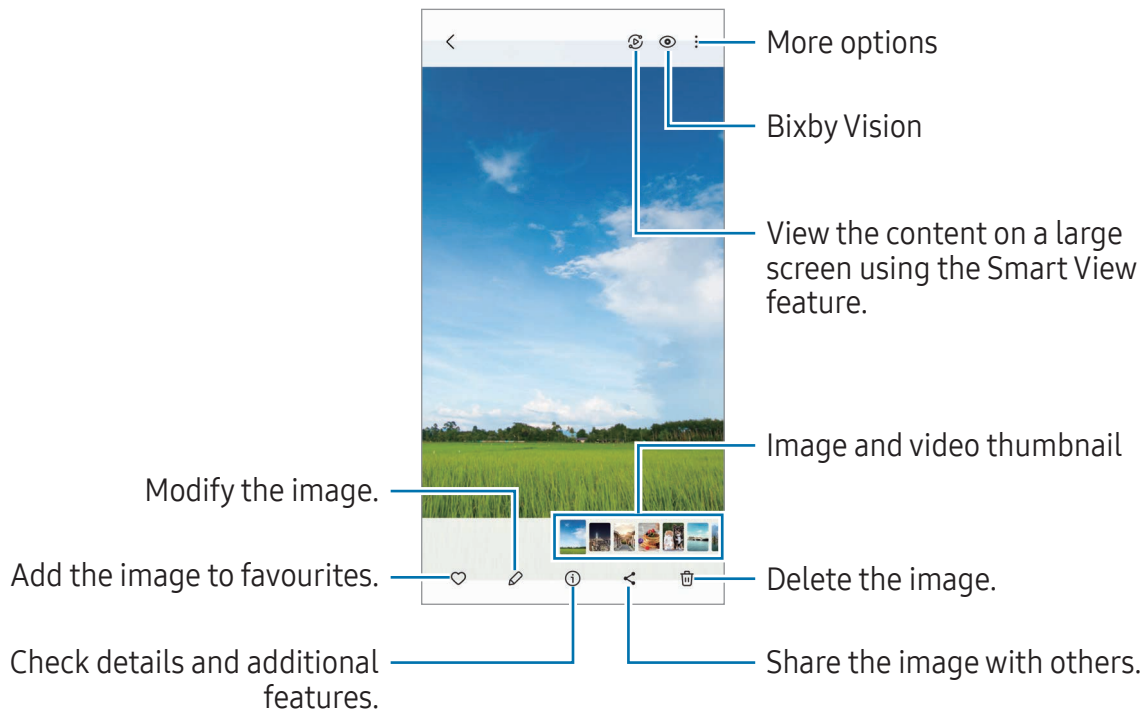 More options
Bixby Vision
View the content on a large
screen using the Smart View
feature.
Image and video thumbnail
Modify the image.
Add the image to favourites.
Delete the image.
Check details and additional
features.
Share the image with others.